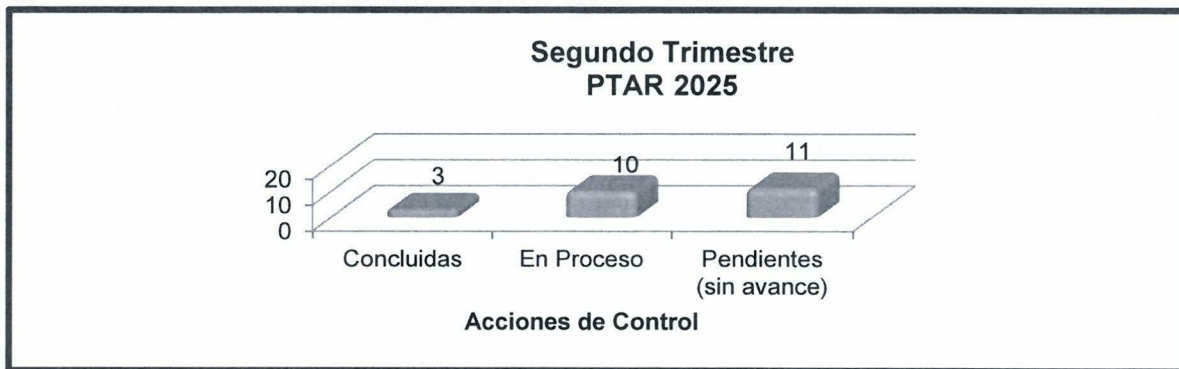 Segundo Trimestre
PTAR 2025
3
10
11
20
10
0
Concluidas
En Proceso
Pendientes
(sin avance)
Acciones de Control